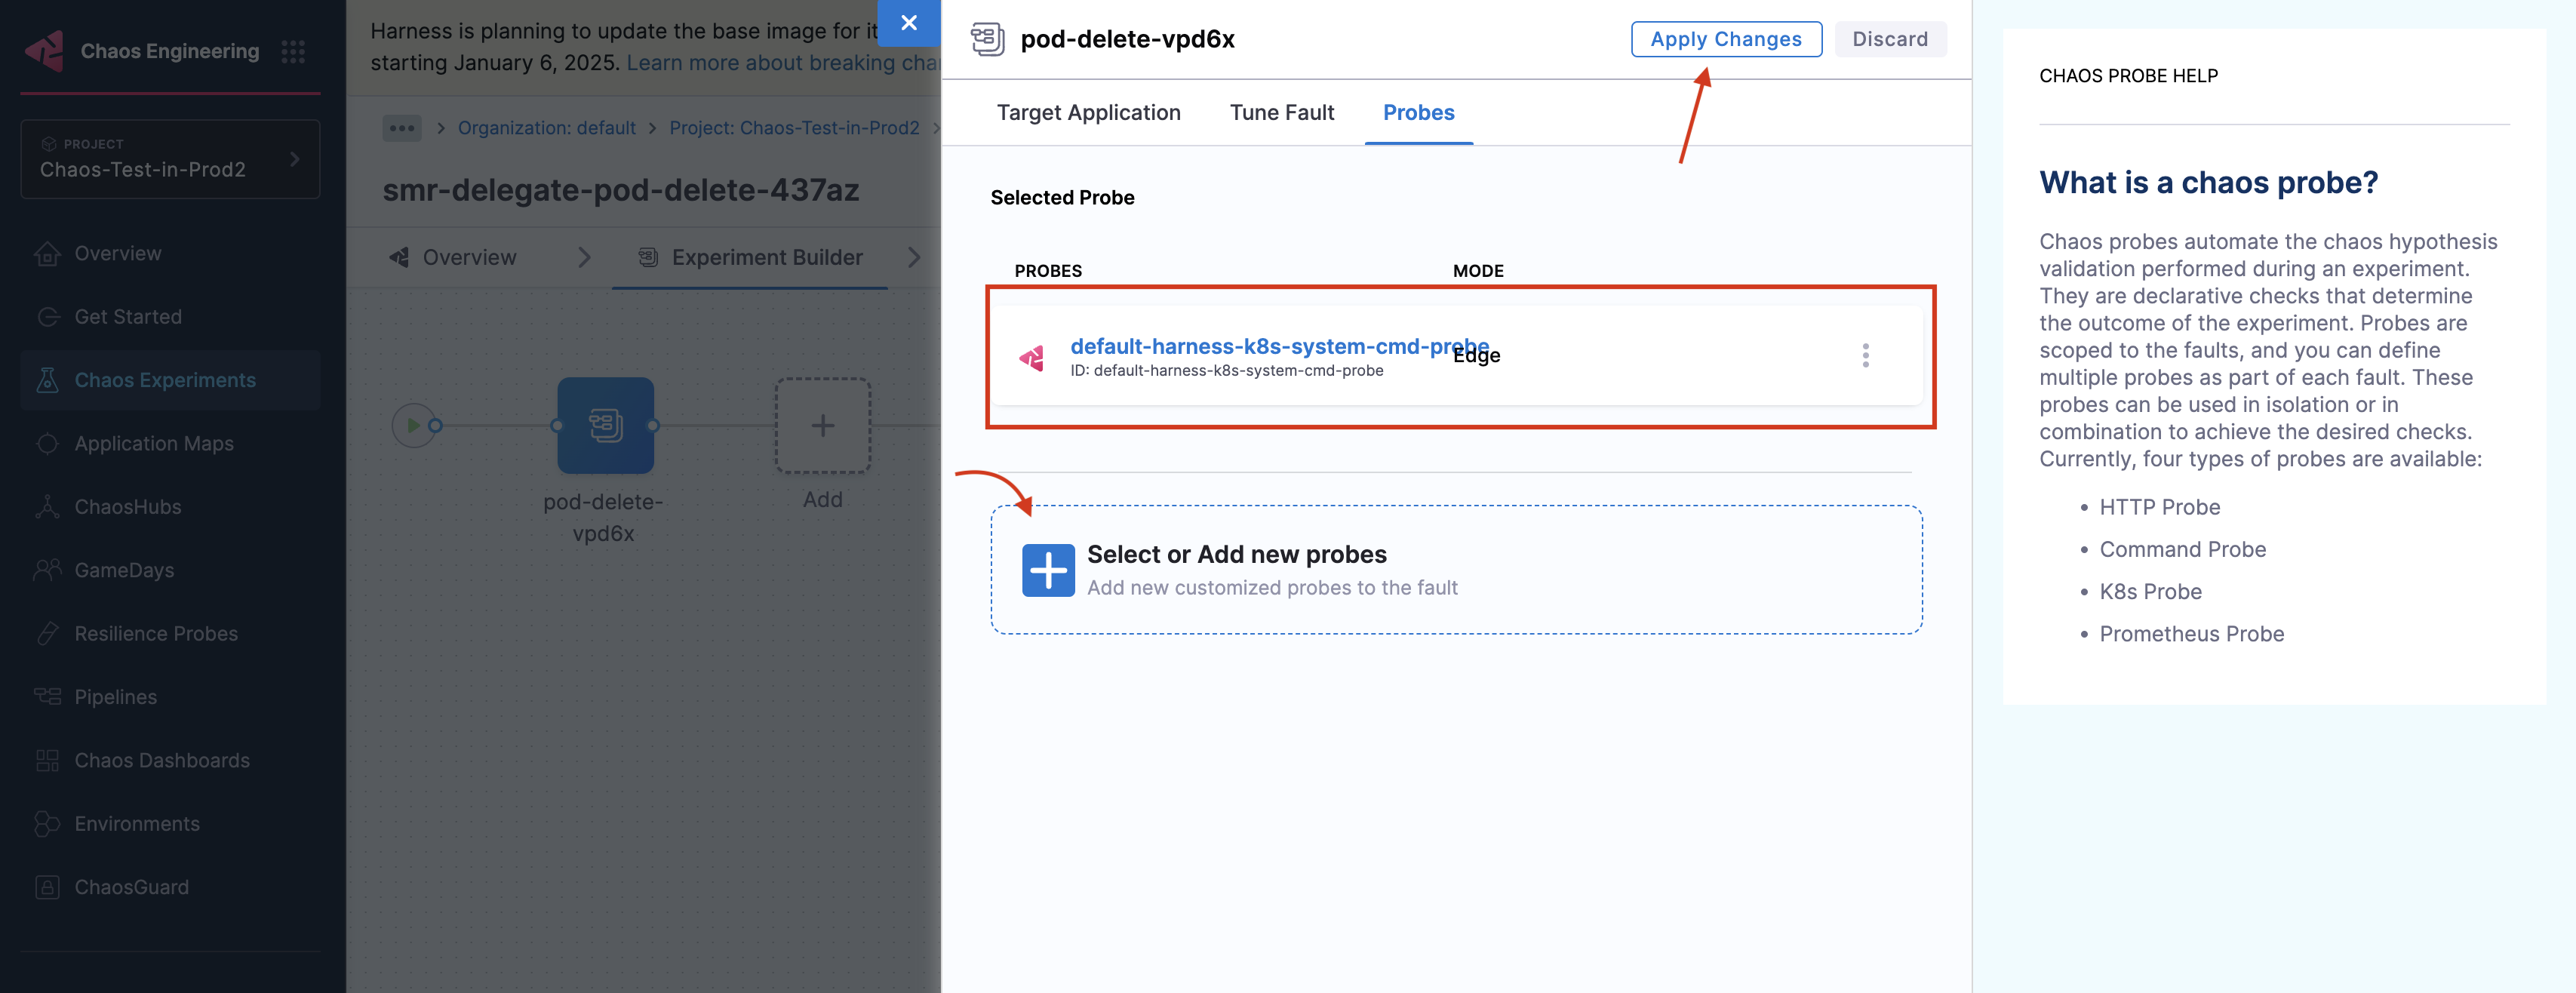 Chaos Engineering
PROJECT
Chaos-Test-in-Prod2
Overview
Get Started
Chaos Experiments
Application Maps
ChaosHubs
GameDays
Resilience Probes
Pipelines
Chaos Dashboards
Environments
ChaosGuard
Harness is planning to update the base image for it
starting January 6, 2025. Learn more about breaking cha
Organization: default
Project: Chaos-Test-in-Prod2
smr-delegate-pod-delete-437az
Overview
Experiment Builder
pod-delete-
vpd6x
Add
pod-delete-vpd6x
Apply Changes
Discard
Target Application
Tune Fault
Probes
Selected Probe
PROBES
MODE
default-harness-k8s-system-cmd-probe
ID: default-harness-k8s-system-cmd-probe
Edge
Select or Add new probes
Add new customized probes to the fault
CHAOS PROBE HELP
What is a chaos probe?
Chaos probes automate the chaos hypothesis
validation performed during an experiment.
They are declarative checks that determine
the outcome of the experiment. Probes are
scoped to the faults, and you can define
multiple probes as part of each fault. These
probes can be used in isolation or in
combination to achieve the desired checks.
Currently, four types of probes are available:
• HTTP Probe
• Command Probe
• K8s Probe
• Prometheus Probe